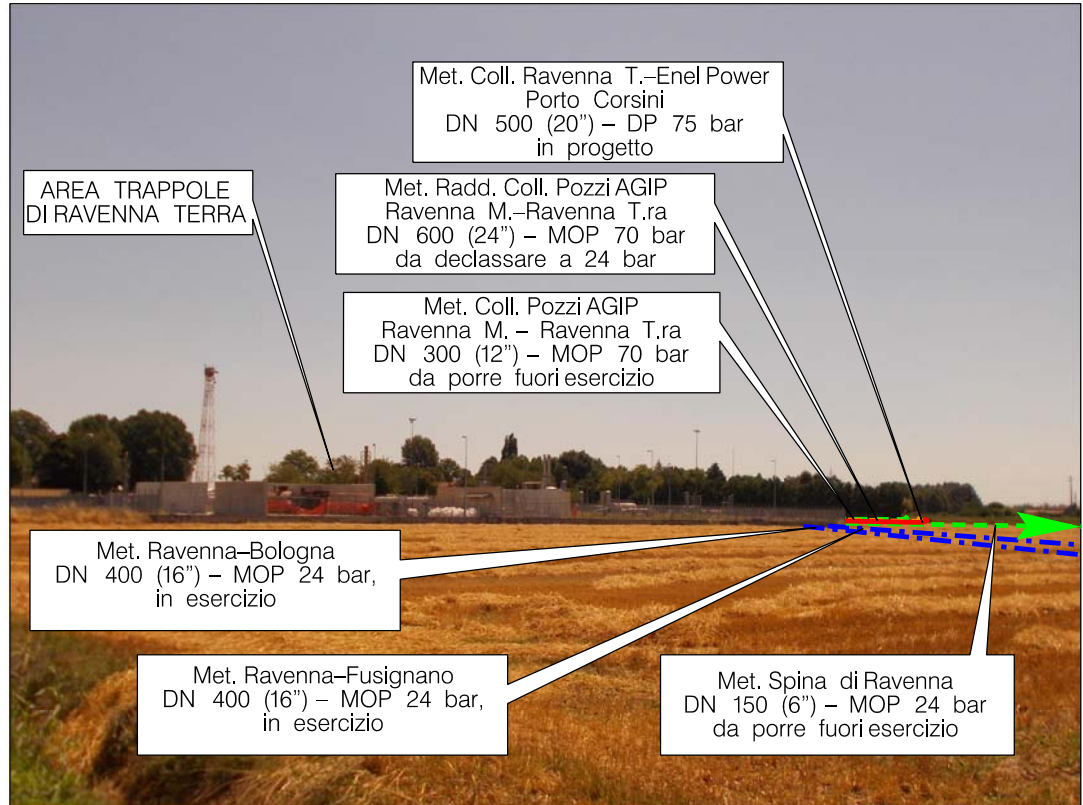 Met. Coll. Ravenna T.–Enel Power
Porto Corsini
DN 500 (20") – DP 75 bar
in progetto
AREA TRAPPOLE
DI RAVENNA TERRA
Met. Radd. Coll. Pozzi AGIP
Ravenna M.–Ravenna T.ra
DN 600 (24") – MOP 70 bar
da declassare a 24 bar
Met. Coll. Pozzi AGIP
Ravenna M. – Ravenna T.ra
DN 300 (12") – MOP 70 bar
da porre fuori esercizio
Met. Ravenna–Bologna
DN 400 (16") – MOP 24 bar,
in esercizio
Met. Ravenna–Fusignano
DN 400 (16") – MOP 24 bar,
in esercizio
Met. Spina di Ravenna
DN 150 (6") – MOP 24 bar
da porre fuori esercizio